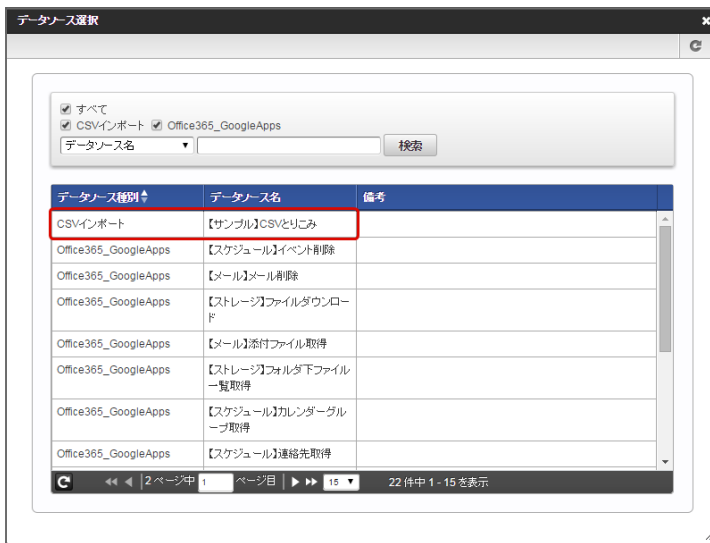 データソース選択
すべて
CSVインポート Office365_GoogleApps
データソース名 検索
データソース種別 データソース名 備考
CSVインポート 【サンプル】CSVとりこみ
Office365_GoogleApps 【スケジュール】イベント削除
Office365_GoogleApps 【メール】メール削除
Office365_GoogleApps 【ストレージ】ファイルダウンロー
ド
Office365_GoogleApps 【メール】添付ファイル取得
Office365_GoogleApps 【ストレージ】フォルダ下ファイル
一覧取得
Office365_GoogleApps 【スケジュール】カレンダーグル
ープ取得
Office365_GoogleApps 【スケジュール】連絡先取得
2 ページ中 1 ページ目 15 22 件中 1 - 15 を表示